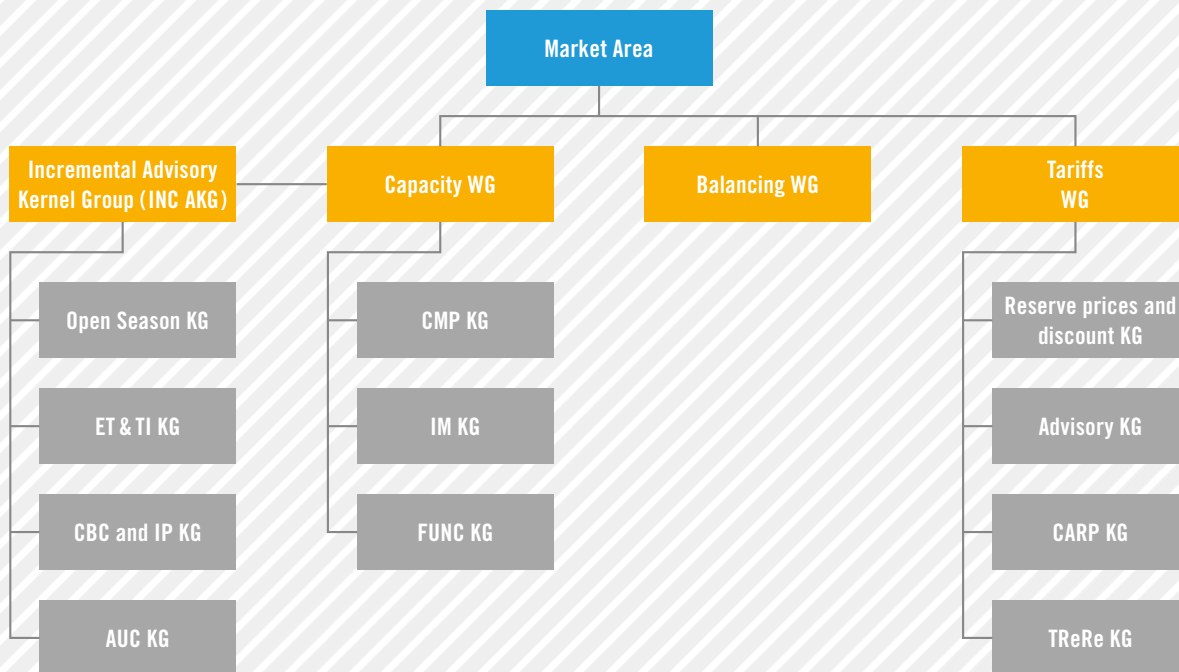 Market Area
Incremental Advisory
Kernel Group (INC AKG)
Capacity WG
Balancing WG
Tariffs
WG
Open Season KG
ET & TI KG
CBC and IP KG
AUC KG
CMP KG
IM KG
FUNC KG
Reserve prices and
discount KG
Advisory KG
CARP KG
TReRe KG